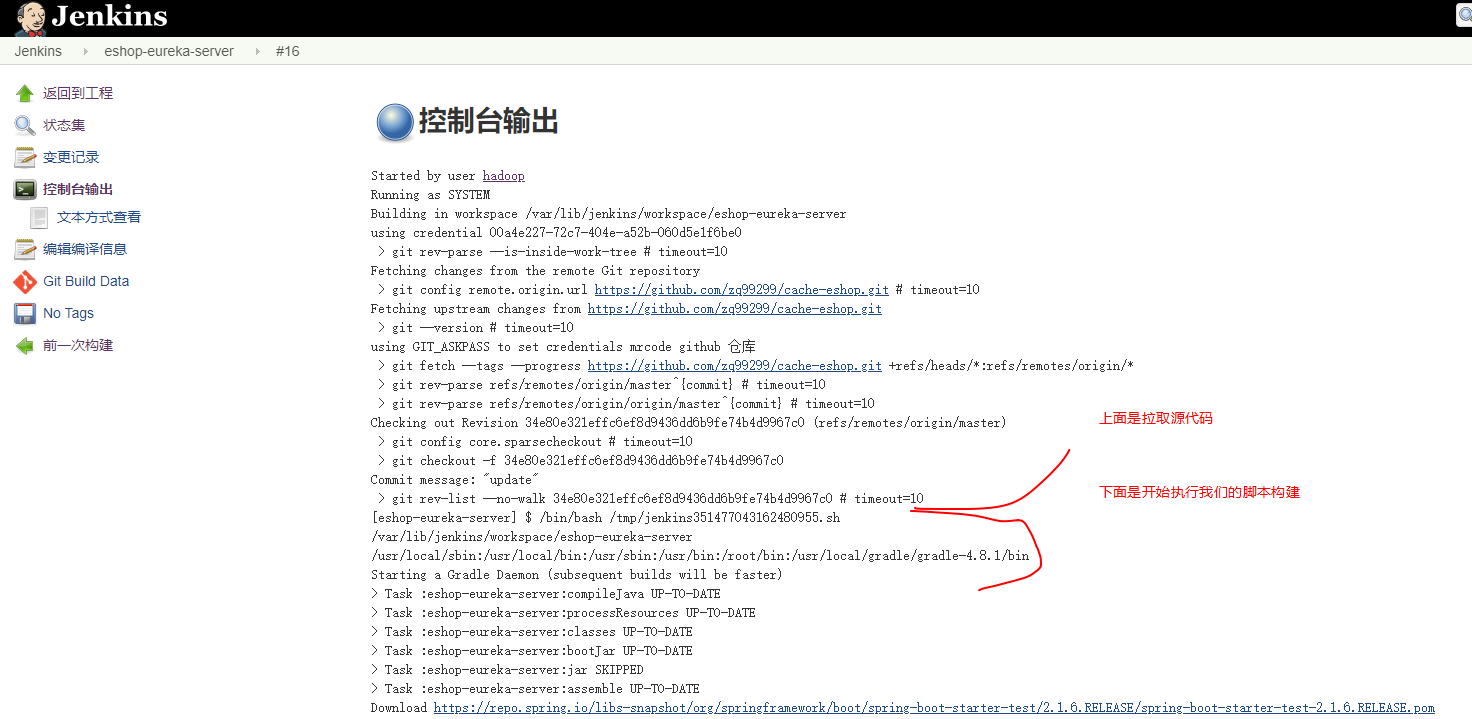 Jenkins
Jenkins eshop-eureka-server #16
返回到工程
状态集
变更记录
控制台输出
文本方式查看
编辑编译信息
Git Build Data
No Tags
前一次构建
控制台输出
Started by user hadoop
Running as SYSTEM
Building in workspace /var/lib/jenkins/workspace/eshop-eureka-server
using credential 00a4e227-72c7-404e-a52b-060d5e1f6be0
> git rev-parse --is-inside-work-tree # timeout=10
Fetching changes from the remote Git repository
> git config remote.origin.url https://github.com/zq99299/cache-eshop.git # timeout=10
Fetching upstream changes from https://github.com/zq99299/cache-eshop.git
> git --version # timeout=10
using GIT_ASKPASS to set credentials mrcode github 仓库
> git fetch --tags --progress https://github.com/zq99299/cache-eshop.git +refs/heads/*:refs/remotes/origin/*
> git rev-parse refs/remotes/origin/master^{commit} # timeout=10
> git rev-parse refs/remotes/origin/origin/master^{commit} # timeout=10
Checking out Revision 34e80e321effc6ef8d9436dd6b9fe74b4d9967c0 (refs/remotes/origin/master)
> git config core.sparsecheckout # timeout=10
> git checkout -f 34e80e321effc6ef8d9436dd6b9fe74b4d9967c0
Commit message: "update"
> git rev-list --no-walk 34e80e321effc6ef8d9436dd6b9fe74b4d9967c0 # timeout=10
[eshop-eureka-server] $ /bin/bash /tmp/jenkins351477043162480955.sh
/var/lib/jenkins/workspace/eshop-eureka-server
/usr/local/sbin:/usr/local/bin:/usr/sbin:/usr/bin:/root/bin:/usr/local/gradle/gradle-4.8.1/bin
Starting a Gradle Daemon (subsequent builds will be faster)
> Task :eshop-eureka-server:compileJava UP-TO-DATE
> Task :eshop-eureka-server:processResources UP-TO-DATE
> Task :eshop-eureka-server:classes UP-TO-DATE
> Task :eshop-eureka-server:bootJar UP-TO-DATE
> Task :eshop-eureka-server:jar SKIPPED
> Task :eshop-eureka-server:assemble UP-TO-DATE
Download https://repo.spring.io/libs-snapshot/org/springframework/boot/spring-boot-starter-test/2.1.6.RELEASE/spring-boot-starter-test-2.1.6.RELEASE.pom
上面是拉取源代码
下面是开始执行我们的脚本构建